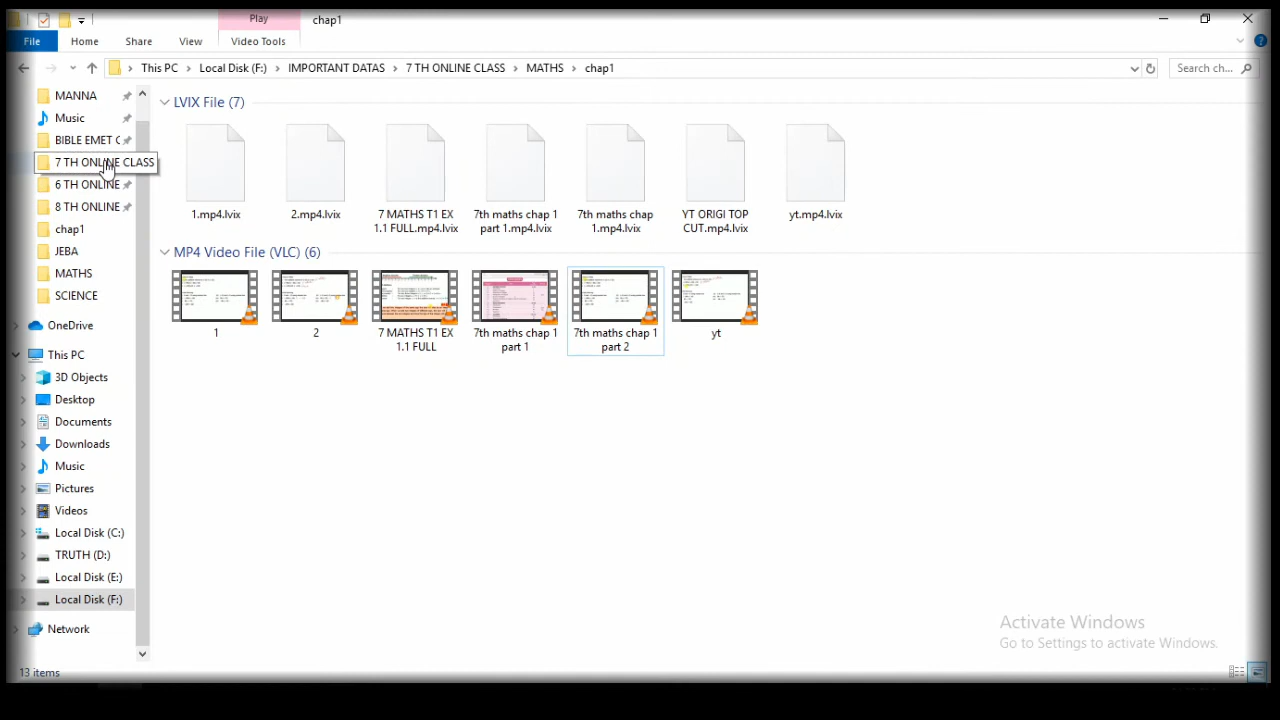 Play
chap1
File
Home
Share
View
Video Tools
This PC > Local Disk (F:) > IMPORTANT DATAS > 7 TH ONLINE CLASS > MATHS > chap1
Search ch...
MANNA
Music
BIBLE EMET
7 TH ONLINE CLASS
6 TH ONLINE
8 TH ONLINE
chap1
JEBA
MATHS
SCIENCE
OneDrive
This PC
3D Objects
Desktop
Documents
Downloads
Music
Pictures
Videos
Local Disk (C:)
TRUTH (D:)
Local Disk (E:)
Local Disk (F:)
Network
LVIX File (7)
1.mp4.lvix
2.mp4.lvix
7 MATHS T1 EX
1.1 FULL.mp4.lvix
7th maths chap 1
part 1.mp4.lvix
7th maths chap
1.mp4.lvix
YT ORIGI TOP
CUT.mp4.lvix
yt.mp4.lvix
MP4 Video File (VLC) (6)
1
2
7 MATHS T1 EX
1.1 FULL
7th maths chap 1
part 1
7th maths chap 1
part 2
yt
Activate Windows
Go to Settings to activate Windows.
13 items